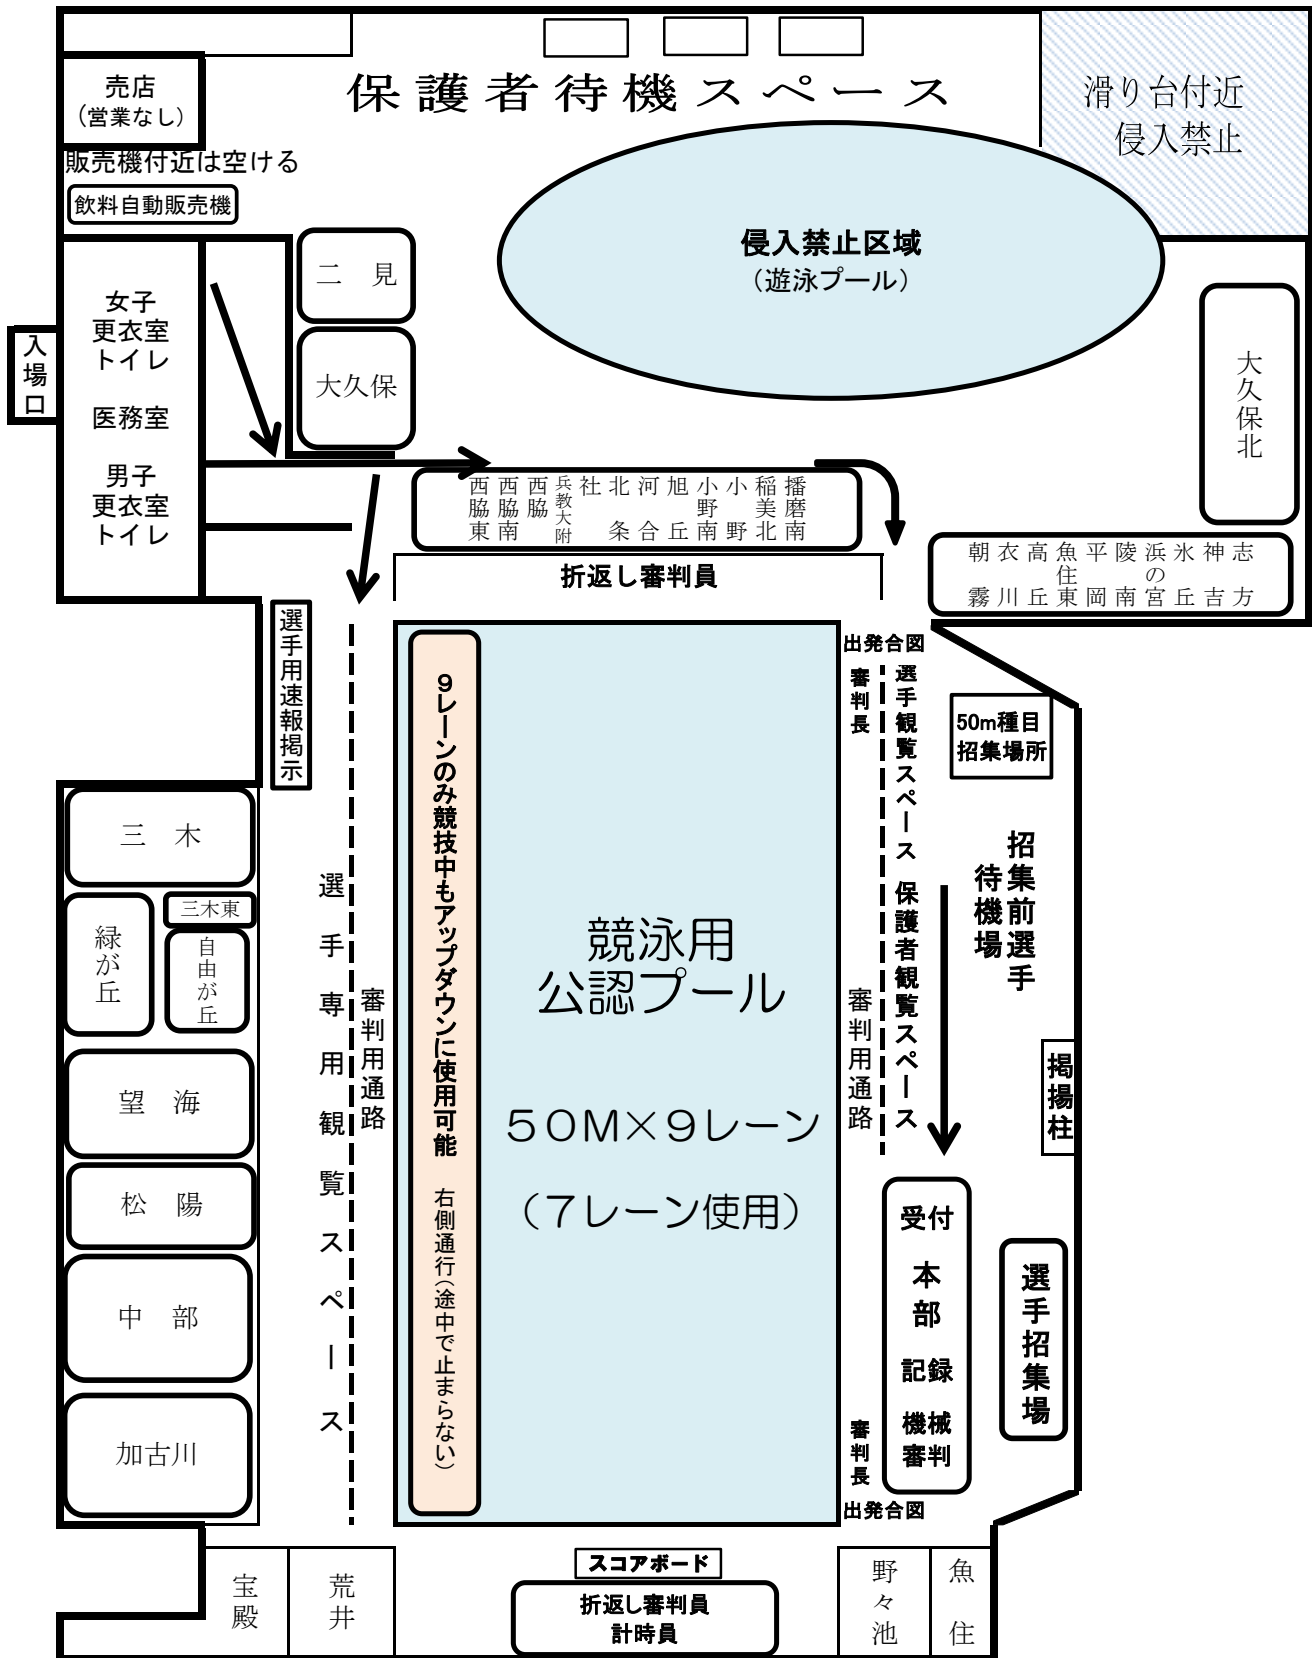 保護者待機スペース
滑り台付近
侵入禁止
売店
（営業なし）
販売機付近は空ける
飲料自動販売機
侵入禁止区域
（遊泳プール）
二　見
大久保
女子
更衣室
トイレ
医務室
男子
更衣室
トイレ
入場口
大久保北
西脇東
西脇南
西脇
兵教大附
社
北条
河合
旭丘
小野南
小野
稲美北
播磨南
朝霧
衣川
高丘
魚住東
平岡
陵南
浜の宮
氷丘
神吉
志方
折返し審判員
選手用速報掲示
出発合図
審判長
選手観覧スペース
保護者観覧スペース
50m種目
招集場所
招集前選手
待機場
掲揚柱
9レーンのみ競技中もアップダウンに使用可能　右側通行（途中で止まらない）
競泳用
公認プール
５０Ｍ×９レーン
（７レーン使用）
選手専用観覧スペース
審判用通路
審判用通路
三　木
三木東
緑が丘
自由が丘
望　海
松　陽
中　部
加古川
受付
本部
記録
機械
審判
選手招集場
審判長
出発合図
宝殿
荒井
スコアボード
折返し審判員
計時員
野々池
魚住